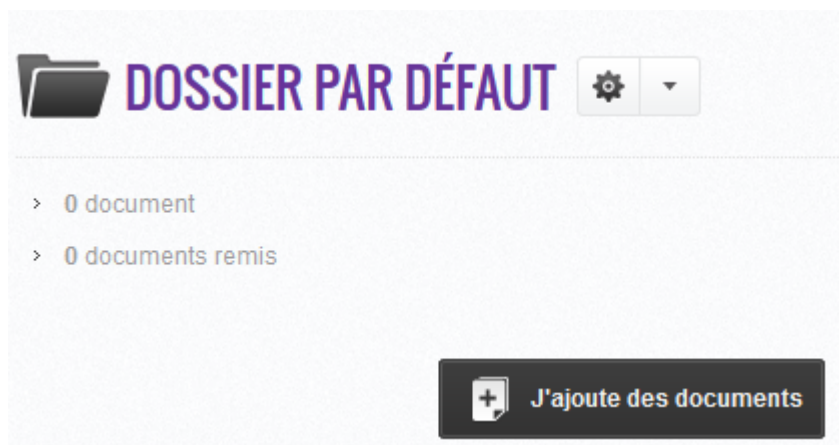 DOSSIER PAR DÉFAUT
0 document
0 documents remis
J'ajoute des documents